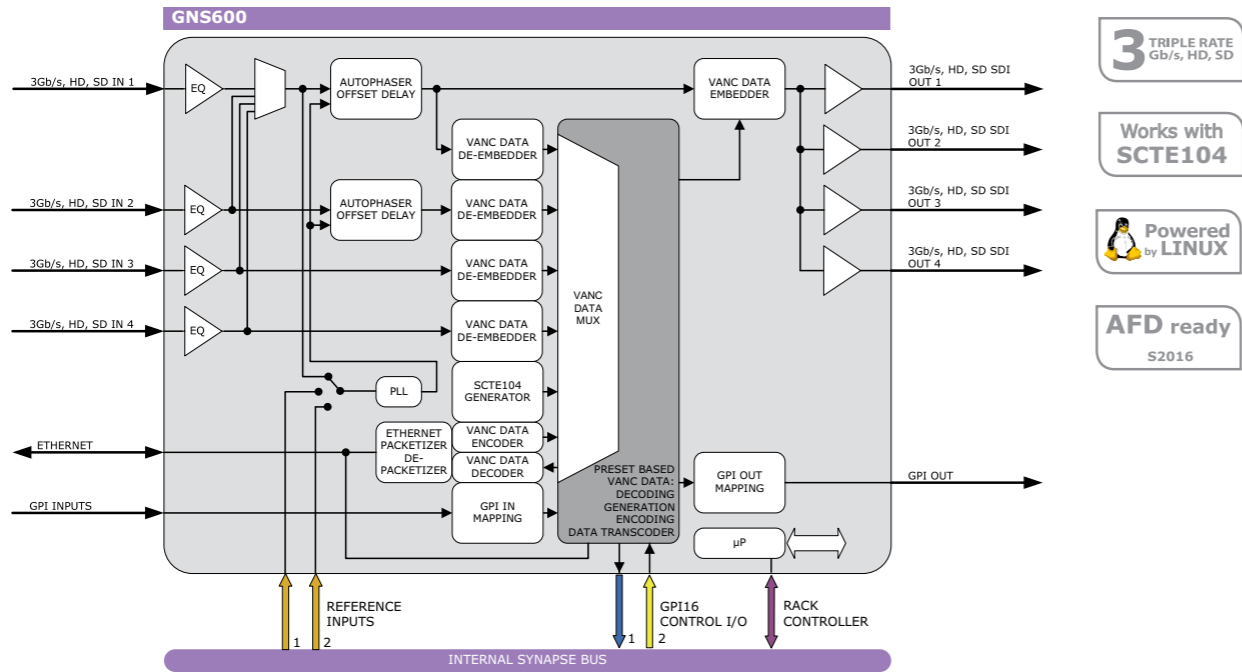 GNS600
3Gb/s, HD, SD IN 1
EQ
AUTOPHASER
OFFSET DELAY
VANC DATA
EMBEDDER
3Gb/s, HD, SD SDI
OUT 1
VANC DATA
DE-EMBEDDER
3Gb/s, HD, SD SDI
OUT 2
3Gb/s, HD, SD IN 2
EQ
AUTOPHASER
OFFSET DELAY
VANC DATA
DE-EMBEDDER
3Gb/s, HD, SD SDI
OUT 3
3Gb/s, HD, SD IN 3
EQ
VANC DATA
DE-EMBEDDER
3Gb/s, HD, SD SDI
OUT 4
VANC
DATA
MUX
3Gb/s, HD, SD IN 4
EQ
VANC DATA
DE-EMBEDDER
PLL
SCTE104
GENERATOR
ETHERNET
ETHERNET
PACKETIZER
DE-
PACKETIZER
VANC DATA
ENCODER
VANC DATA
DECODER
PRESET BASED
VANC DATA:
DECODING
GENERATION
ENCODING
DATA TRANSCODER
GPI OUT
MAPPING
GPI OUT
GPI INPUTS
GPI IN
MAPPING
µP
REFERENCE
INPUTS
1
2
GPI16
CONTROL I/O
1
2
RACK
CONTROLLER
INTERNAL SYNAPSE BUS
3 TRIPLE RATE
Gb/s, HD, SD
Works with
SCTE104
Powered
by LINUX
AFD ready
S2016